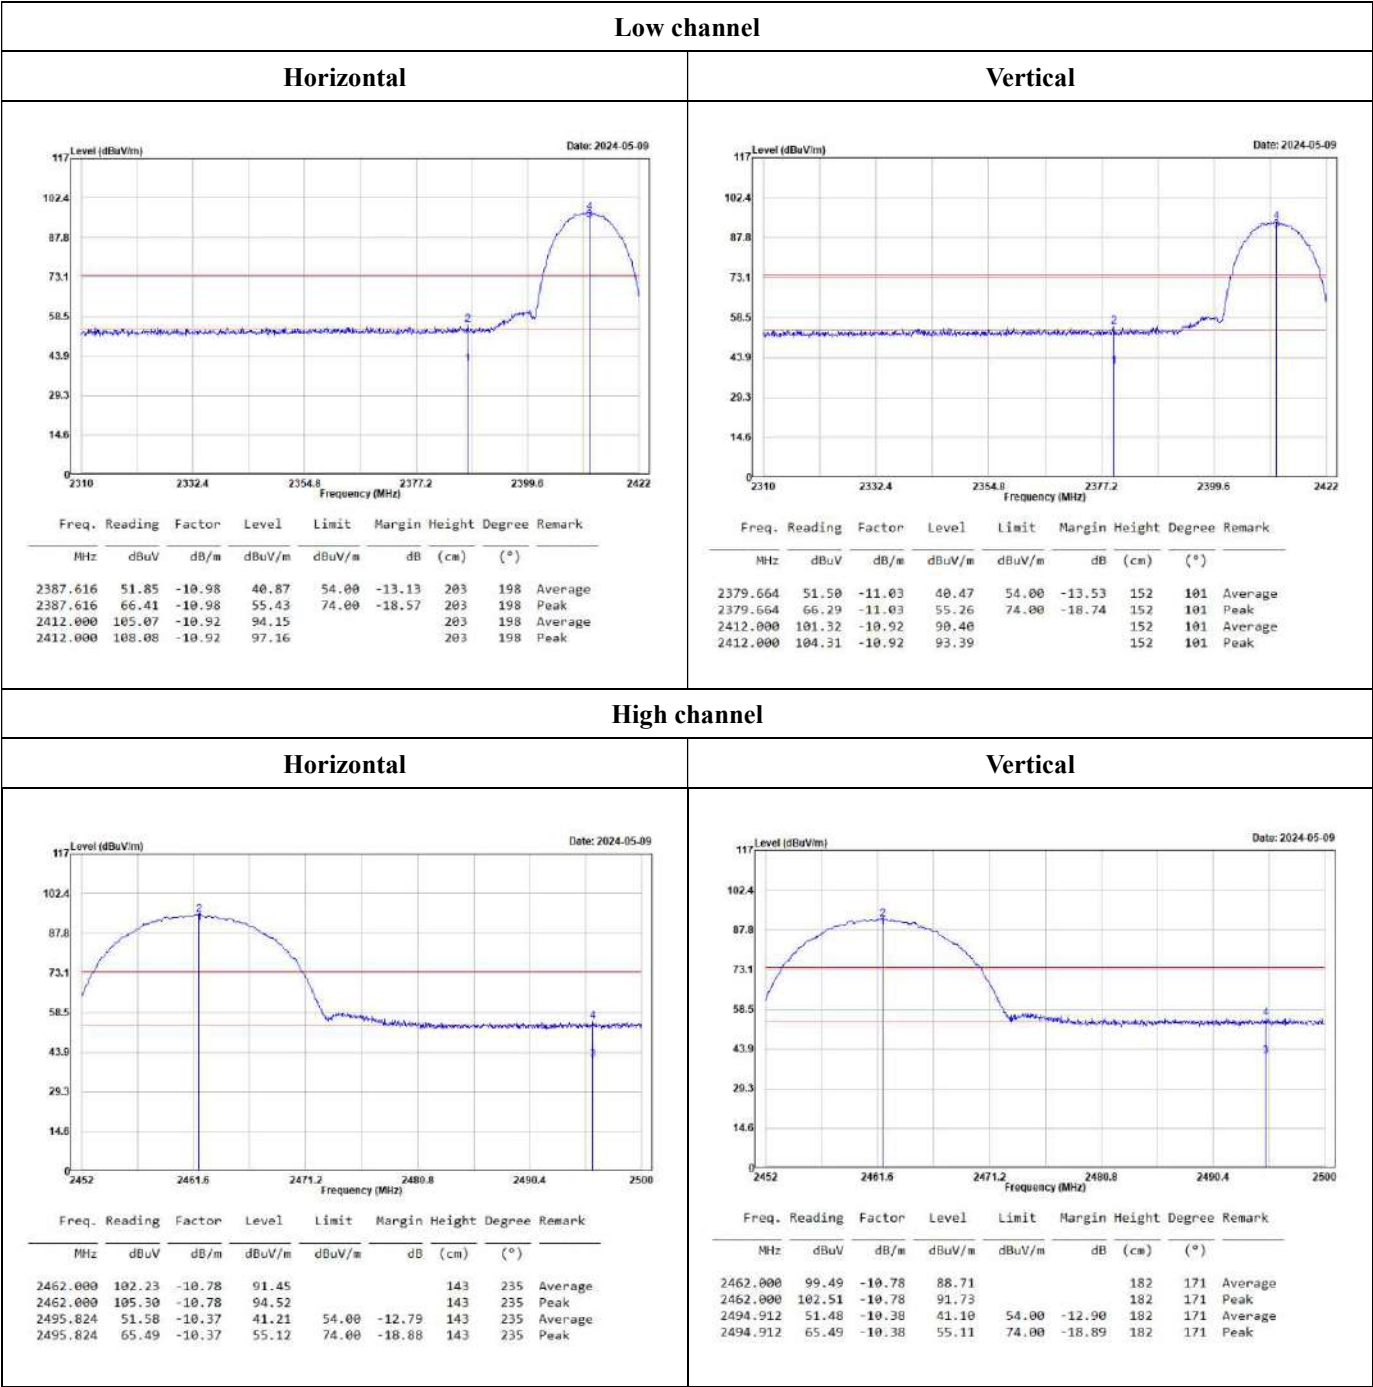 Low channel
Horizontal Vertical
Level (dBuV/m) Date: 2024-05-09
117
102.4
87.8
73.1
58.5
43.9
29.3
14.6
0
4
2
1
2310 2332.4 2354.8 2377.2 2399.6 2422
Frequency (MHz)
Freq. Reading Factor Level Limit Margin Height Degree Remark
MHz dBuV dB/m dBuV/m dBuV/m dB (cm) (°)
2387.616 51.85 -10.98 40.87 54.00 -13.13 203 198 Average
2387.616 66.41 -10.98 55.43 74.00 -18.57 203 198 Peak
2412.000 105.07 -10.92 94.15 203 198 Average
2412.000 108.08 -10.92 97.16 203 198 Peak
Level (dBuV/m) Date: 2024-05-09
117
102.4
87.8
73.1
58.5
43.9
29.3
14.6
0
4
2
1
2310 2332.4 2354.8 2377.2 2399.6 2422
Frequency (MHz)
Freq. Reading Factor Level Limit Margin Height Degree Remark
MHz dBuV dB/m dBuV/m dBuV/m dB (cm) (°)
2379.664 51.50 -11.03 40.47 54.00 -13.53 152 101 Average
2379.664 66.29 -11.03 55.26 74.00 -18.74 152 101 Peak
2412.000 101.32 -10.92 90.40 152 101 Average
2412.000 104.31 -10.92 93.39 152 101 Peak
High channel
Horizontal Vertical
Level (dBuV/m) Date: 2024-05-09
117
102.4
87.8
73.1
58.5
43.9
29.3
14.6
0
2
4
3
2452 2461.6 2471.2 2480.8 2490.4 2500
Frequency (MHz)
Freq. Reading Factor Level Limit Margin Height Degree Remark
MHz dBuV dB/m dBuV/m dBuV/m dB (cm) (°)
2462.000 102.23 -10.78 91.45 143 235 Average
2462.000 105.30 -10.78 94.52 143 235 Peak
2495.824 51.58 -10.37 41.21 54.00 -12.79 143 235 Average
2495.824 65.49 -10.37 55.12 74.00 -18.88 143 235 Peak
Level (dBuV/m) Date: 2024-05-09
117
102.4
87.8
73.1
58.5
43.9
29.3
14.6
0
2
4
3
2452 2461.6 2471.2 2480.8 2490.4 2500
Frequency (MHz)
Freq. Reading Factor Level Limit Margin Height Degree Remark
MHz dBuV dB/m dBuV/m dBuV/m dB (cm) (°)
2462.000 99.49 -10.78 88.71 182 171 Average
2462.000 102.51 -10.78 91.73 182 171 Peak
2494.912 51.48 -10.38 41.10 54.00 -12.90 182 171 Average
2494.912 65.49 -10.38 55.11 74.00 -18.89 182 171 Peak